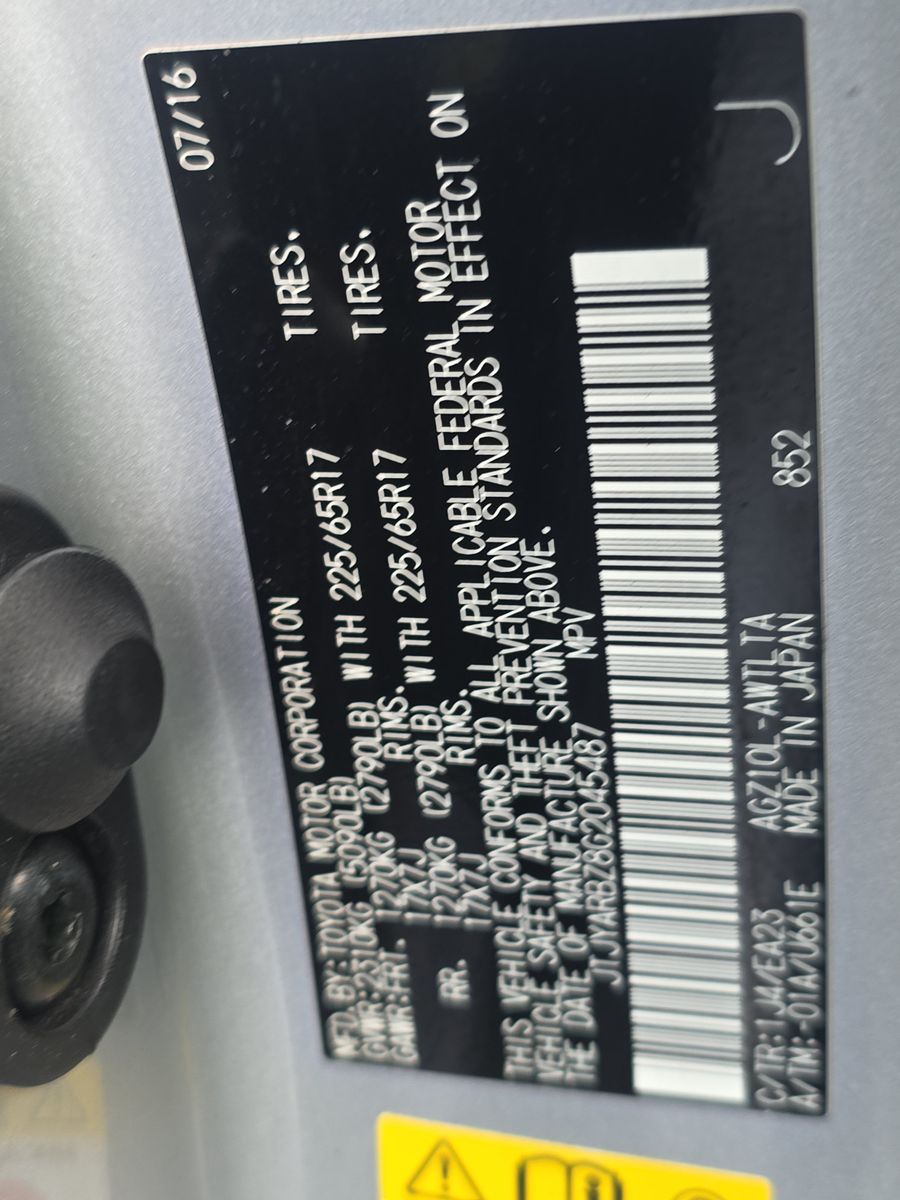 07/16
MFD.BY:TOYOTA MOTOR CORPORATION
GVWR:2310KG (5090LB)
GAWR:FRT. 1270KG (2790LB) WITH 225/65R17 TIRES.
17X7J RIMS.
RR. 1270KG (2790LB) WITH 225/65R17 TIRES.
17X7J RIMS.
THIS VEHICLE CONFORMS TO ALL APPLICABLE FEDERAL MOTOR
VEHICLE SAFETY AND THEFT PREVENTION STANDARDS IN EFFECT ON
THE DATE OF MANUFACTURE SHOWN ABOVE.
JTJYARBZ8G2045487 MPV
C/TR:1J4/EA23 AGZ10L-AWTLTA 852
A/TM:-01A/U661E MADE IN JAPAN
J